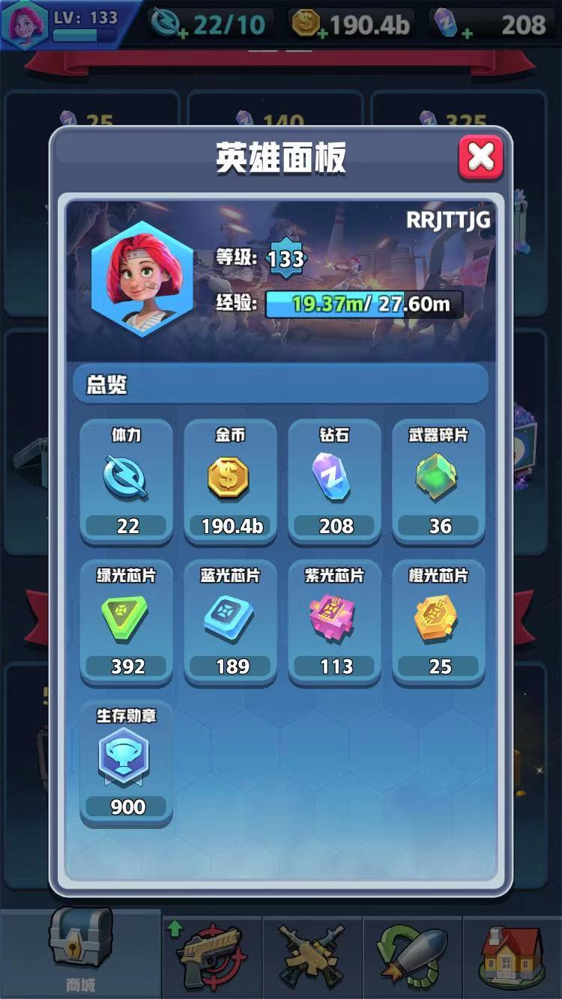 LV: 133
22/10
190.4b
208
25
140
325
英雄面板
RRJTTJG
等级: 133
经验: 19.37m/ 27.60m
总览
体力
金币
钻石
武器碎片
22
190.4b
208
36
绿光芯片
蓝光芯片
紫光芯片
橙光芯片
392
189
113
25
生存勋章
900
商城